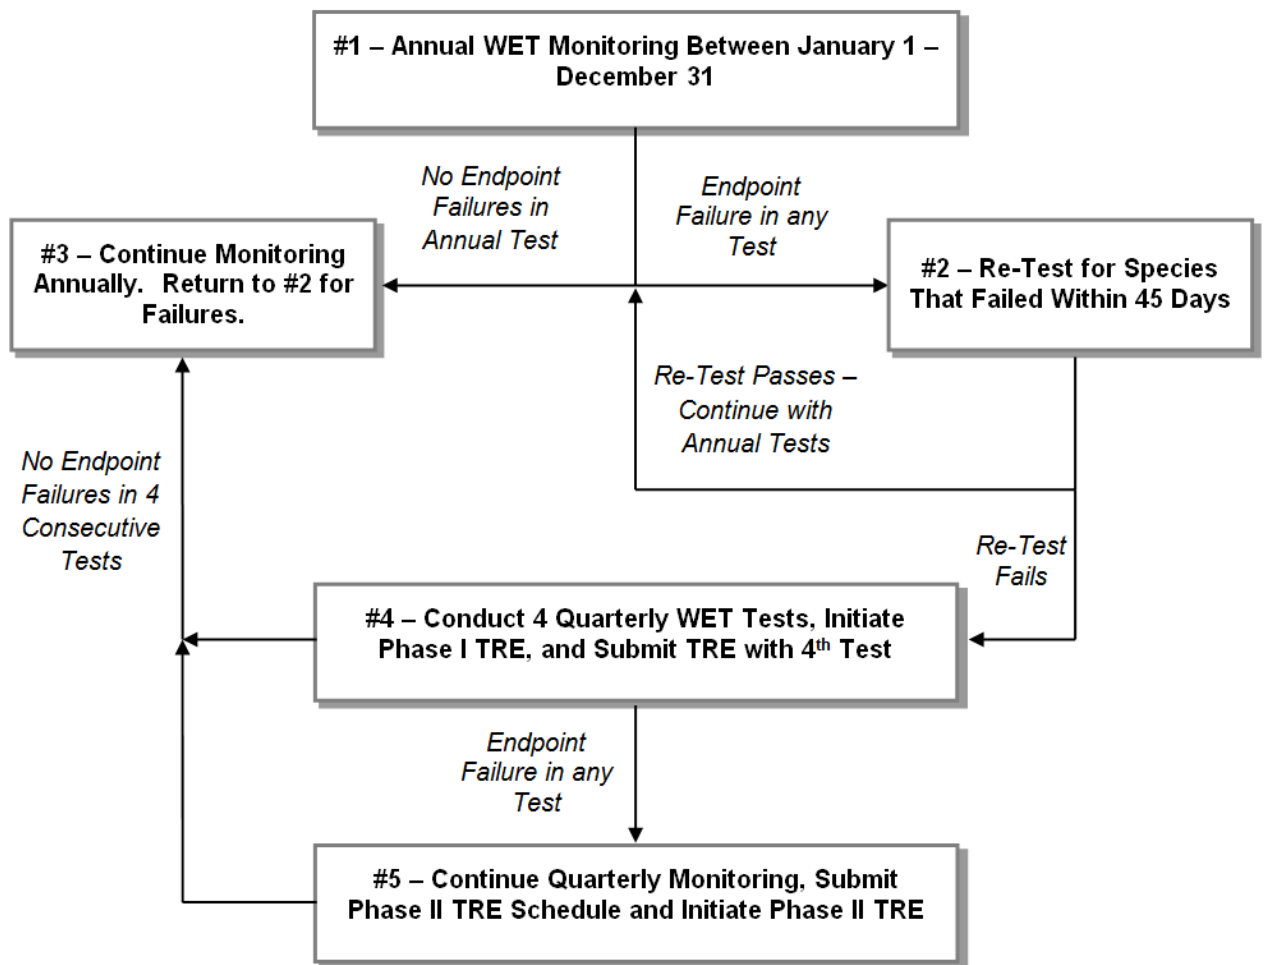 #1 – Annual WET Monitoring Between January 1 –
December 31
No Endpoint
Failures in
Annual Test
Endpoint
Failure in any
Test
#3 – Continue Monitoring
Annually.  Return to #2 for
Failures.
#2 – Re-Test for Species
That Failed Within 45 Days
Re-Test Passes –
Continue with
Annual Tests
No Endpoint
Failures in 4
Consecutive
Tests
Re-Test
Fails
#4 – Conduct 4 Quarterly WET Tests, Initiate
Phase I TRE, and Submit TRE with 4th Test
Endpoint
Failure in any
Test
#5 – Continue Quarterly Monitoring, Submit
Phase II TRE Schedule and Initiate Phase II TRE